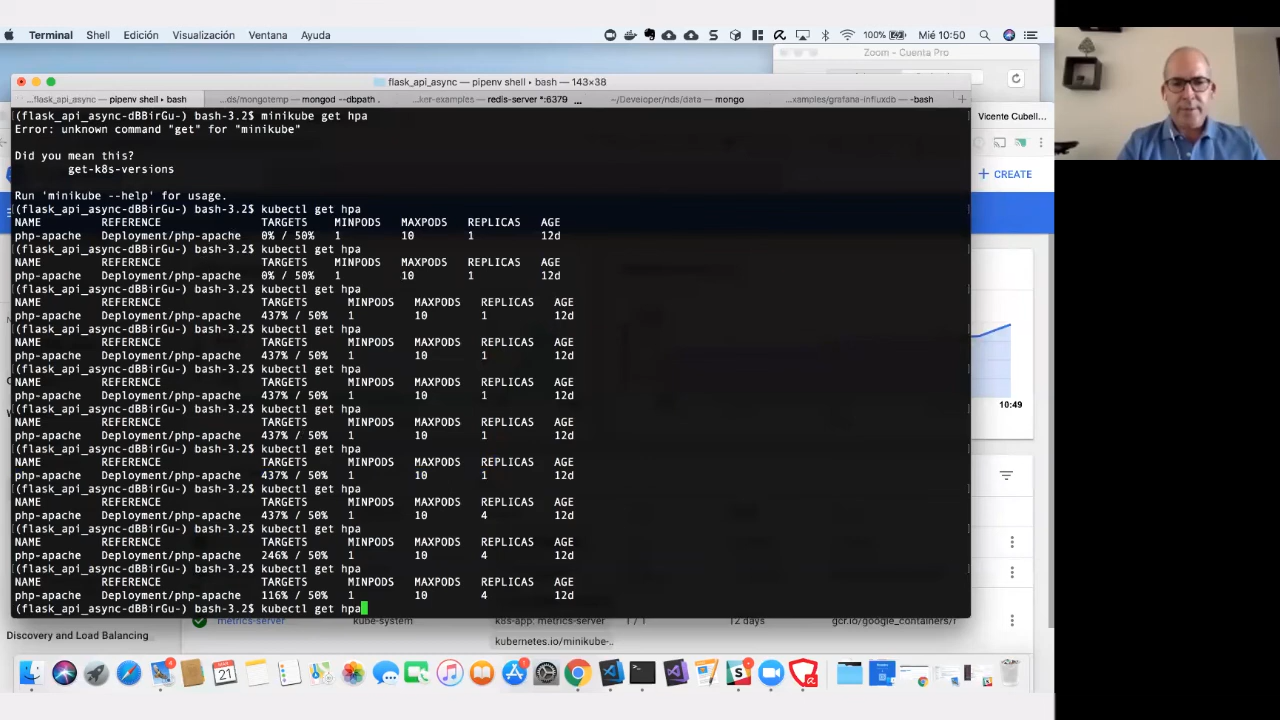 Terminal Shell Edición Visualización Ventana Ayuda 100% Mié 10:50
Zoom — Cuenta Pro
flask_api_async — pipenv shell ▸ bash — 143×38
...flask_api_async — pipenv shell ▸ bash ...ds/mongotemp — mongod --dbpath . ...ker-examples — redis-server *:6379 ... ~/Developer/nds/data — mongo ...xamples/grafana-influxdb — -bash +
Vicente Cubell...
(flask_api_async-dBBirGu-) bash-3.2$ minikube get hpa
Error: unknown command "get" for "minikube"
Did you mean this?
get-k8s-versions
+ CREATE
Run 'minikube --help' for usage.
(flask_api_async-dBBirGu-) bash-3.2$ kubectl get hpa
NAME REFERENCE TARGETS MINPODS MAXPODS REPLICAS AGE
php-apache Deployment/php-apache 0% / 50% 1 10 1 12d
(flask_api_async-dBBirGu-) bash-3.2$ kubectl get hpa
NAME REFERENCE TARGETS MINPODS MAXPODS REPLICAS AGE
php-apache Deployment/php-apache 0% / 50% 1 10 1 12d
(flask_api_async-dBBirGu-) bash-3.2$ kubectl get hpa
NAME REFERENCE TARGETS MINPODS MAXPODS REPLICAS AGE
php-apache Deployment/php-apache 437% / 50% 1 10 1 12d
(flask_api_async-dBBirGu-) bash-3.2$ kubectl get hpa
NAME REFERENCE TARGETS MINPODS MAXPODS REPLICAS AGE
php-apache Deployment/php-apache 437% / 50% 1 10 1 12d
(flask_api_async-dBBirGu-) bash-3.2$ kubectl get hpa
NAME REFERENCE TARGETS MINPODS MAXPODS REPLICAS AGE
php-apache Deployment/php-apache 437% / 50% 1 10 1 12d
(flask_api_async-dBBirGu-) bash-3.2$ kubectl get hpa
NAME REFERENCE TARGETS MINPODS MAXPODS REPLICAS AGE
php-apache Deployment/php-apache 437% / 50% 1 10 1 12d
(flask_api_async-dBBirGu-) bash-3.2$ kubectl get hpa
NAME REFERENCE TARGETS MINPODS MAXPODS REPLICAS AGE
php-apache Deployment/php-apache 437% / 50% 1 10 1 12d
(flask_api_async-dBBirGu-) bash-3.2$ kubectl get hpa
NAME REFERENCE TARGETS MINPODS MAXPODS REPLICAS AGE
php-apache Deployment/php-apache 437% / 50% 1 10 4 12d
(flask_api_async-dBBirGu-) bash-3.2$ kubectl get hpa
NAME REFERENCE TARGETS MINPODS MAXPODS REPLICAS AGE
php-apache Deployment/php-apache 246% / 50% 1 10 4 12d
(flask_api_async-dBBirGu-) bash-3.2$ kubectl get hpa
NAME REFERENCE TARGETS MINPODS MAXPODS REPLICAS AGE
php-apache Deployment/php-apache 116% / 50% 1 10 4 12d
(flask_api_async-dBBirGu-) bash-3.2$ kubectl get hpa
10:49
metrics-server kube-system k8s-app: metrics-server 1 / 1 12 days gcr.io/google_containers/
Discovery and Load Balancing
kubernetes.io/minikube-..
MAR
21